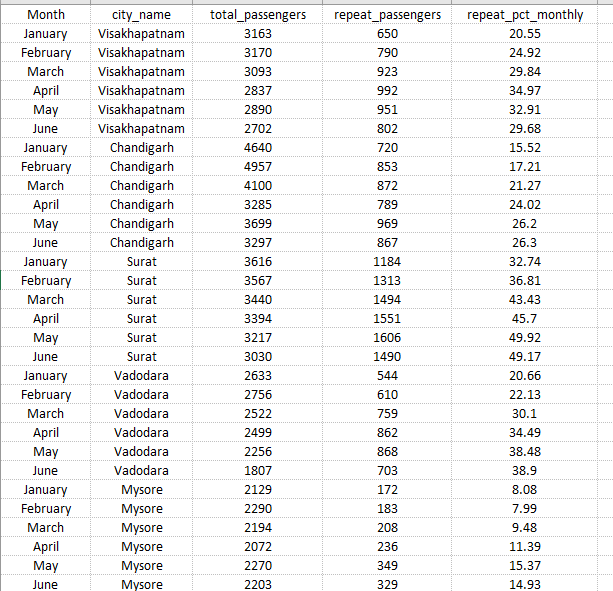 Month city_name total_passengers repeat_passengers repeat_pct_monthly
January Visakhapatnam 3163 650 20.55
February Visakhapatnam 3170 790 24.92
March Visakhapatnam 3093 923 29.84
April Visakhapatnam 2837 992 34.97
May Visakhapatnam 2890 951 32.91
June Visakhapatnam 2702 802 29.68
January Chandigarh 4640 720 15.52
February Chandigarh 4957 853 17.21
March Chandigarh 4100 872 21.27
April Chandigarh 3285 789 24.02
May Chandigarh 3699 969 26.2
June Chandigarh 3297 867 26.3
January Surat 3616 1184 32.74
February Surat 3567 1313 36.81
March Surat 3440 1494 43.43
April Surat 3394 1551 45.7
May Surat 3217 1606 49.92
June Surat 3030 1490 49.17
January Vadodara 2633 544 20.66
February Vadodara 2756 610 22.13
March Vadodara 2522 759 30.1
April Vadodara 2499 862 34.49
May Vadodara 2256 868 38.48
June Vadodara 1807 703 38.9
January Mysore 2129 172 8.08
February Mysore 2290 183 7.99
March Mysore 2194 208 9.48
April Mysore 2072 236 11.39
May Mysore 2270 349 15.37
June Mysore 2203 329 14.93